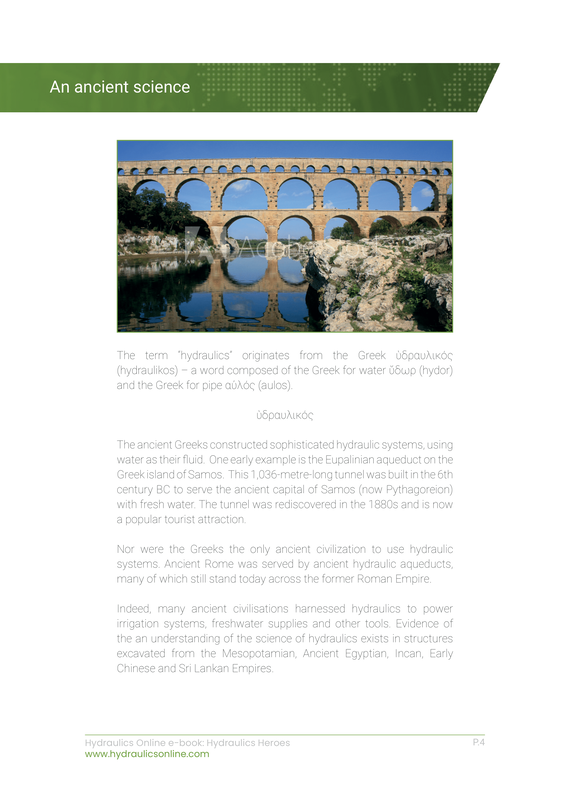 An ancient science
Adobe
The term "hydraulics" originates from the Greek ὑδραυλικός
(hydraulikos) – a word composed of the Greek for water ὕδωρ (hydor)
and the Greek for pipe αὐλός (aulos).
ὑδραυλικός
The ancient Greeks constructed sophisticated hydraulic systems, using
water as their fluid. One early example is the Eupalinian aqueduct on the
Greek island of Samos. This 1,036-metre-long tunnel was built in the 6th
century BC to serve the ancient capital of Samos (now Pythagoreion)
with fresh water. The tunnel was rediscovered in the 1880s and is now
a popular tourist attraction.
Nor were the Greeks the only ancient civilization to use hydraulic
systems. Ancient Rome was served by ancient hydraulic aqueducts,
many of which still stand today across the former Roman Empire.
Indeed, many ancient civilisations harnessed hydraulics to power
irrigation systems, freshwater supplies and other tools. Evidence of
the an understanding of the science of hydraulics exists in structures
excavated from the Mesopotamian, Ancient Egyptian, Incan, Early
Chinese and Sri Lankan Empires.
Hydraulics Online e-book: Hydraulics Heroes
P.4
www.hydraulicsonline.com